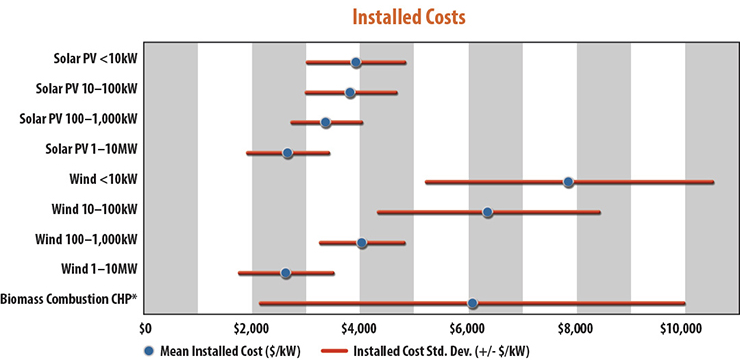 Installed Costs
Solar PV <10kW
Solar PV 10–100kW
Solar PV 100–1,000kW
Solar PV 1–10MW
Wind <10kW
Wind 10–100kW
Wind 100–1,000kW
Wind 1–10MW
Biomass Combustion CHP*
$0 $2,000 $4,000 $6,000 $8,000 $10,000
Mean Installed Cost ($/kW) Installed Cost Std. Dev. (+/- $/kW)